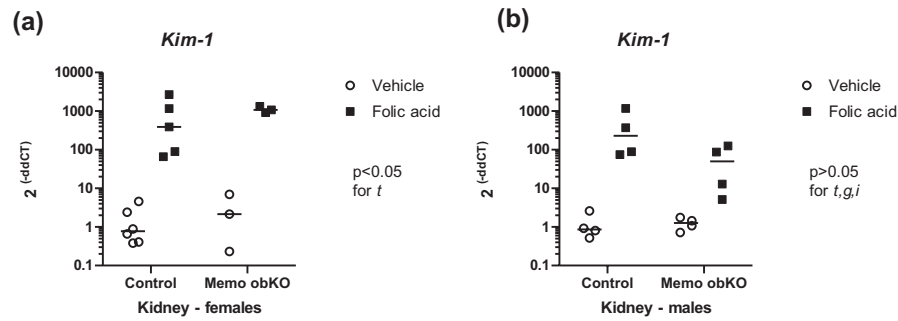 (a)
Kim-1
2 (-ddCT)
10000
1000
100
10
1
0.1
Control
Memo obKO
Kidney - females
Vehicle
Folic acid
p<0.05
for t
(b)
Kim-1
2 (-ddCT)
10000
1000
100
10
1
0.1
Control
Memo obKO
Kidney - males
Vehicle
Folic acid
p>0.05
for t,g,i